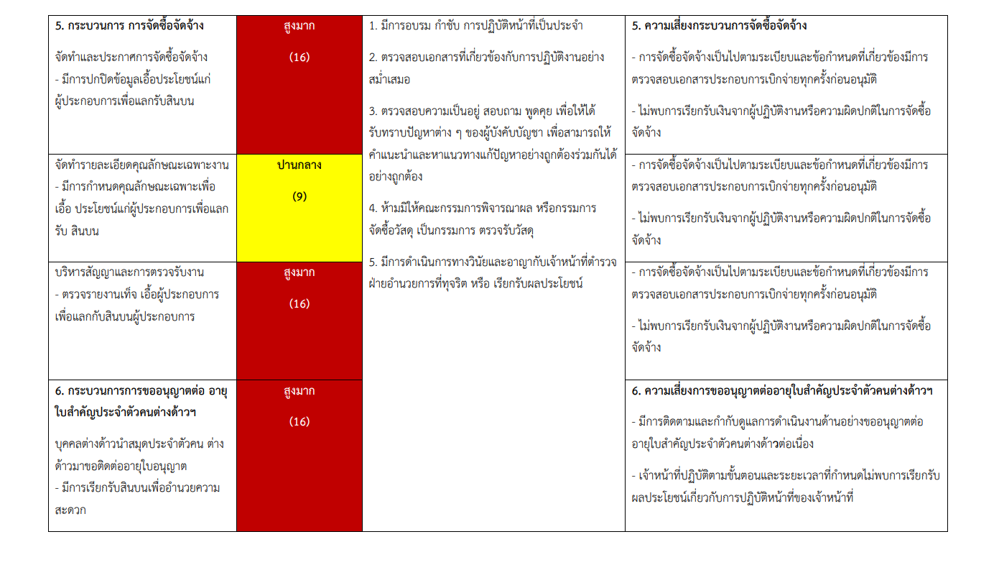 5. กระบวนการ การจัดซื้อจัดจ้าง
จัดทำและประกาศการจัดซื้อจัดจ้าง
- มีการปกปิดข้อมูลเอื้อประโยชน์แก่
ผู้ประกอบการเพื่อแลกรับสินบน
สูงมาก
(16)
1. มีการอบรม กำชับ การปฏิบัติหน้าที่เป็นประจำ
2. ตรวจสอบเอกสารที่เกี่ยวข้องกับการปฏิบัติงานอย่าง
สม่ำเสมอ
3. ตรวจสอบความเป็นอยู่ สอบถาม พูดคุย เพื่อให้ได้
รับทราบปัญหาต่าง ๆ ของผู้บังคับบัญชา เพื่อสามารถให้
คำแนะนำและหาแนวทางแก้ปัญหาอย่างถูกต้องร่วมกันได้
อย่างถูกต้อง
4. ห้ามมิให้คณะกรรมการพิจารณาผล หรือกรรมการ
จัดซื้อวัสดุ เป็นกรรมการ ตรวจรับวัสดุ
5. มีการดำเนินการทางวินัยและอาญากับเจ้าหน้าที่ตำรวจ
ฝ่ายอำนวยการที่ทุจริต หรือ เรียกรับผลประโยชน์
5. ความเสี่ยงกระบวนการจัดซื้อจัดจ้าง
- การจัดซื้อจัดจ้างเป็นไปตามระเบียบและข้อกำหนดที่เกี่ยวข้องมีการ
ตรวจสอบเอกสารประกอบการเบิกจ่ายทุกครั้งก่อนอนุมัติ
- ไม่พบการเรียกรับเงินจากผู้ปฏิบัติงานหรือความผิดปกติในการจัดซื้อ
จัดจ้าง
จัดทำรายละเอียดคุณลักษณะเฉพาะงาน
- มีการกำหนดคุณลักษณะเฉพาะเพื่อ
เอื้อ ประโยชน์แก่ผู้ประกอบการเพื่อแลก
รับ สินบน
ปานกลาง
(9)
- การจัดซื้อจัดจ้างเป็นไปตามระเบียบและข้อกำหนดที่เกี่ยวข้องมีการ
ตรวจสอบเอกสารประกอบการเบิกจ่ายทุกครั้งก่อนอนุมัติ
- ไม่พบการเรียกรับเงินจากผู้ปฏิบัติงานหรือความผิดปกติในการจัดซื้อ
จัดจ้าง
บริหารสัญญาและการตรวจรับงาน
- ตรวจรายงานเท็จ เอื้อผู้ประกอบการ
เพื่อแลกกับสินบนผู้ประกอบการ
สูงมาก
(16)
- การจัดซื้อจัดจ้างเป็นไปตามระเบียบและข้อกำหนดที่เกี่ยวข้องมีการ
ตรวจสอบเอกสารประกอบการเบิกจ่ายทุกครั้งก่อนอนุมัติ
- ไม่พบการเรียกรับเงินจากผู้ปฏิบัติงานหรือความผิดปกติในการจัดซื้อ
จัดจ้าง
6. กระบวนการการขออนุญาตต่อ อายุ
ใบสำคัญประจำตัวคนต่างด้าวฯ
บุคคลต่างด้าวนำสมุดประจำตัวคน ต่าง
ด้าวมาขอติดต่ออายุใบอนุญาต
- มีการเรียกรับสินบนเพื่ออำนวยความ
สะดวก
สูงมาก
(16)
6. ความเสี่ยงการขออนุญาตต่ออายุใบสำคัญประจำตัวคนต่างด้าวฯ
- มีการติดตามและกำกับดูแลการดำเนินงานด้านอย่างขออนุญาตต่อ
อายุใบสำคัญประจำตัวคนต่างด้าวต่อเนื่อง
- เจ้าหน้าที่ปฏิบัติตามขั้นตอนและระยะเวลาที่กำหนดไม่พบการเรียกรับ
ผลประโยชน์เกี่ยวกับการปฏิบัติหน้าที่ของเจ้าหน้าที่